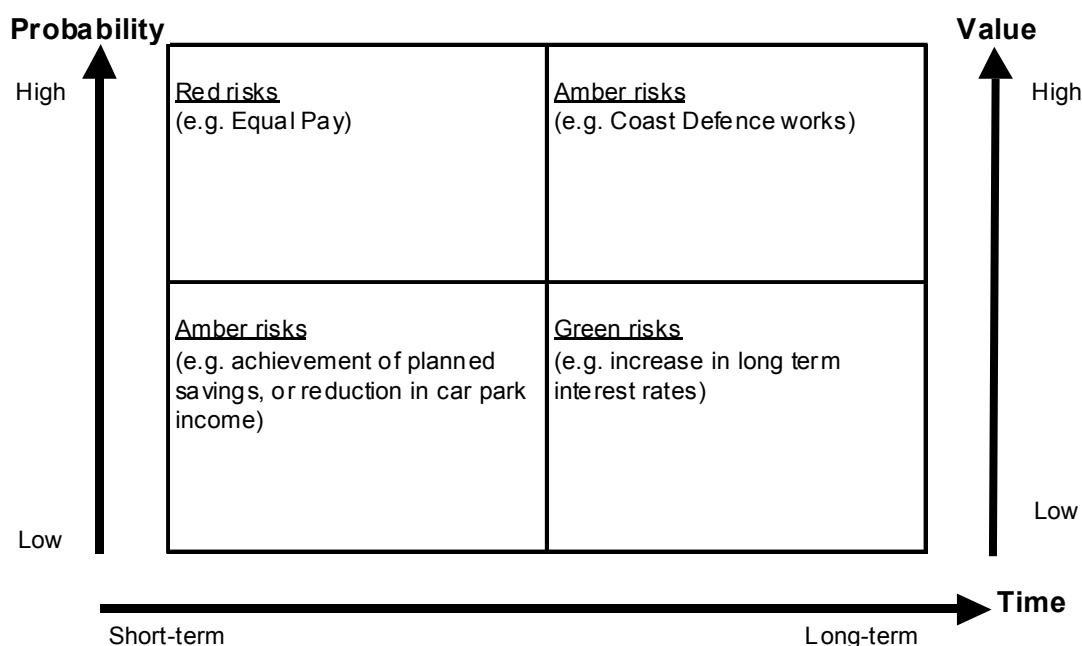 Probability
Value
High
High
Red risks
(e.g. Equal Pay)
Amber risks
(e.g. Coast Defence works)
Amber risks
(e.g. achievement of planned
savings, or reduction in car park
income)
Green risks
(e.g. increase in long term
interest rates)
Low
Low
Time
Short-term
Long-term